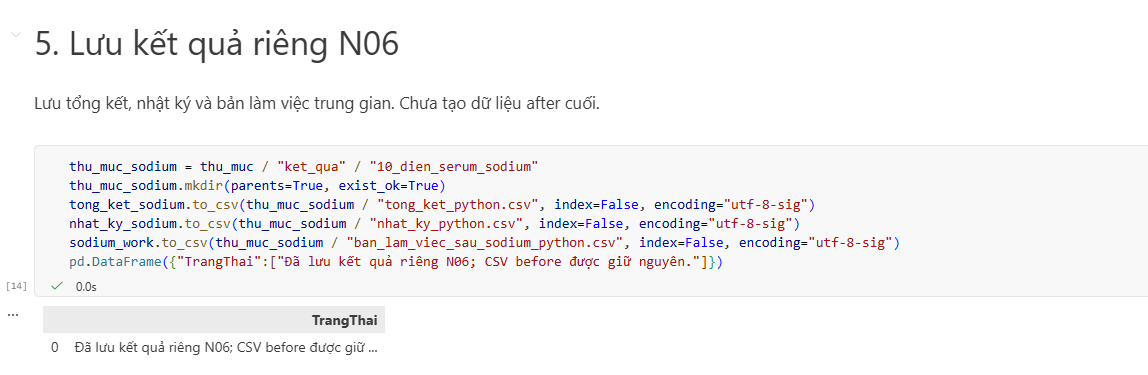 5. Lưu kết quả riêng N06
Lưu tổng kết, nhật ký và bản làm việc trung gian. Chưa tạo dữ liệu after cuối.
thu_muc_sodium = thu_muc / "ket_qua" / "10_dien_serum_sodium"
thu_muc_sodium.mkdir(parents=True, exist_ok=True)
tong_ket_sodium.to_csv(thu_muc_sodium / "tong_ket_python.csv", index=False, encoding="utf-8-sig")
nhat_ky_sodium.to_csv(thu_muc_sodium / "nhat_ky_python.csv", index=False, encoding="utf-8-sig")
sodium_work.to_csv(thu_muc_sodium / "ban_lam_viec_sau_sodium_python.csv", index=False, encoding="utf-8-sig")
pd.DataFrame({"TrangThai":["Đã lưu kết quả riêng N06; CSV before được giữ nguyên."]})
[14] 0.0s
...
TrangThai
0 Đã lưu kết quả riêng N06; CSV before được giữ ...